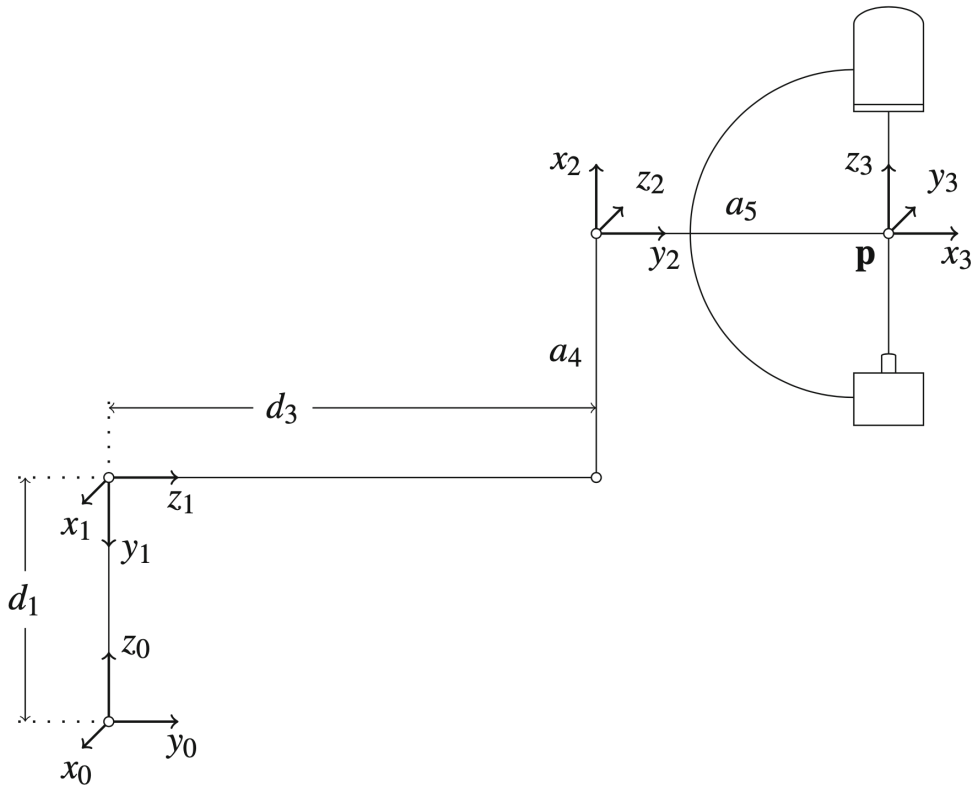 x₂
z₂
a₅
z₃
y₃
y₂
p
x₃
a₄
d₃
z₁
x₁
y₁
d₁
z₀
y₀
x₀